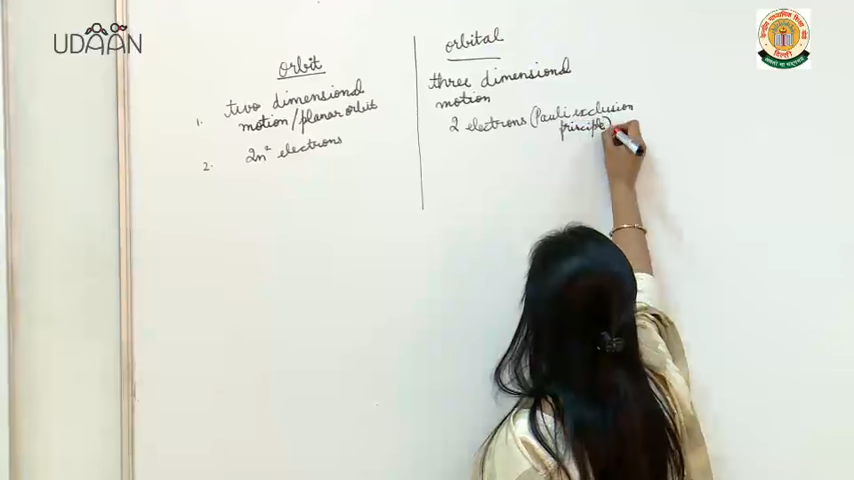 UDAAN
orbit
orbital
1. two dimensional
motion/planar orbit
three dimensional
motion
2. 2n² electrons
2 electrons (Pauli exclusion
principle)